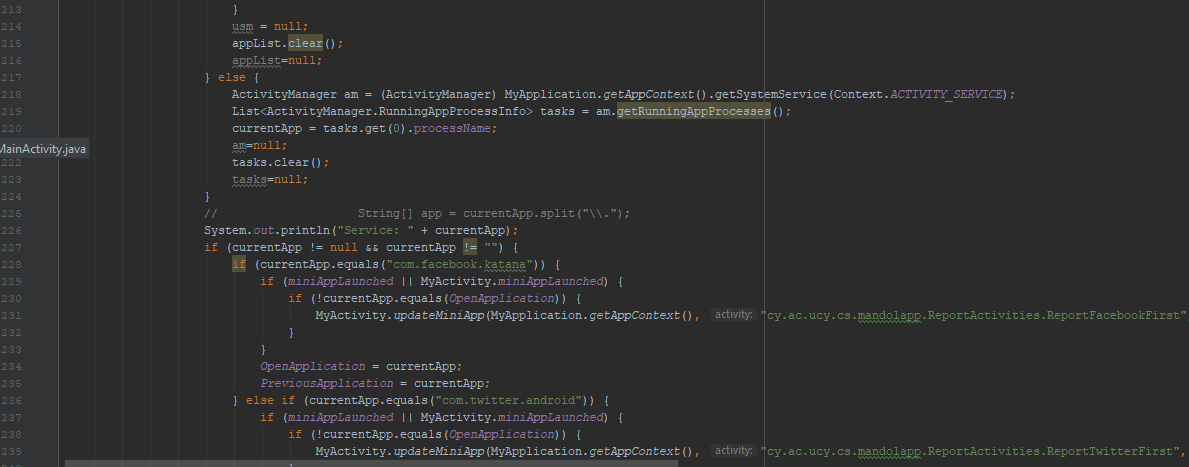 213 }
214 usm = null;
215 appList.clear();
216 appList=null;
217 } else {
218 ActivityManager am = (ActivityManager) MyApplication.getAppContext().getSystemService(Context.ACTIVITY_SERVICE);
219 List<ActivityManager.RunningAppProcessInfo> tasks = am.getRunningAppProcesses();
220 currentApp = tasks.get(0).processName;
MainActivity.java am=null;
222 tasks.clear();
223 tasks=null;
224 }
225 // String[] app = currentApp.split("\\.");
226 System.out.println("Service: " + currentApp);
227 if (currentApp != null && currentApp != "") {
228 if (currentApp.equals("com.facebook.katana")) {
229 if (miniAppLaunched || MyActivity.miniAppLaunched) {
230 if (!currentApp.equals(OpenApplication)) {
231 MyActivity.updateMiniApp(MyApplication.getAppContext(), activity: "cy.ac.ucy.cs.mandolapp.ReportActivities.ReportFacebookFirst"
232 }
233 }
234 OpenApplication = currentApp;
235 PreviousApplication = currentApp;
236 } else if (currentApp.equals("com.twitter.android")) {
237 if (miniAppLaunched || MyActivity.miniAppLaunched) {
238 if (!currentApp.equals(OpenApplication)) {
239 MyActivity.updateMiniApp(MyApplication.getAppContext(), activity: "cy.ac.ucy.cs.mandolapp.ReportActivities.ReportTwitterFirst",